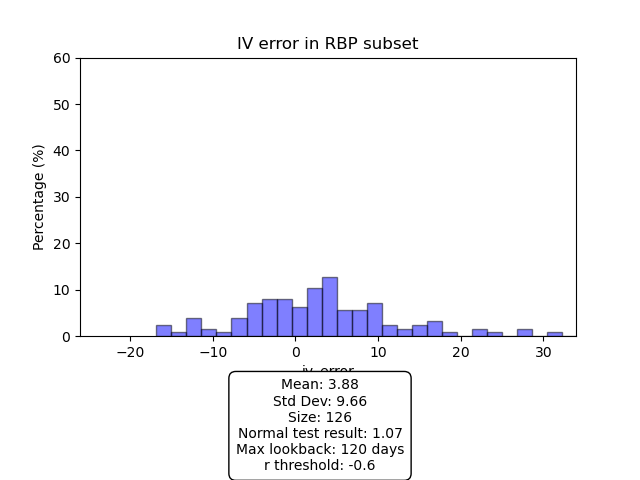 IV error in RBP subset
60
50
40
30
20
10
0
Percentage (%)
−20 −10 0 10 20 30
iv_error
Mean: 3.88
Std Dev: 9.66
Size: 126
Normal test result: 1.07
Max lookback: 120 days
r threshold: -0.6